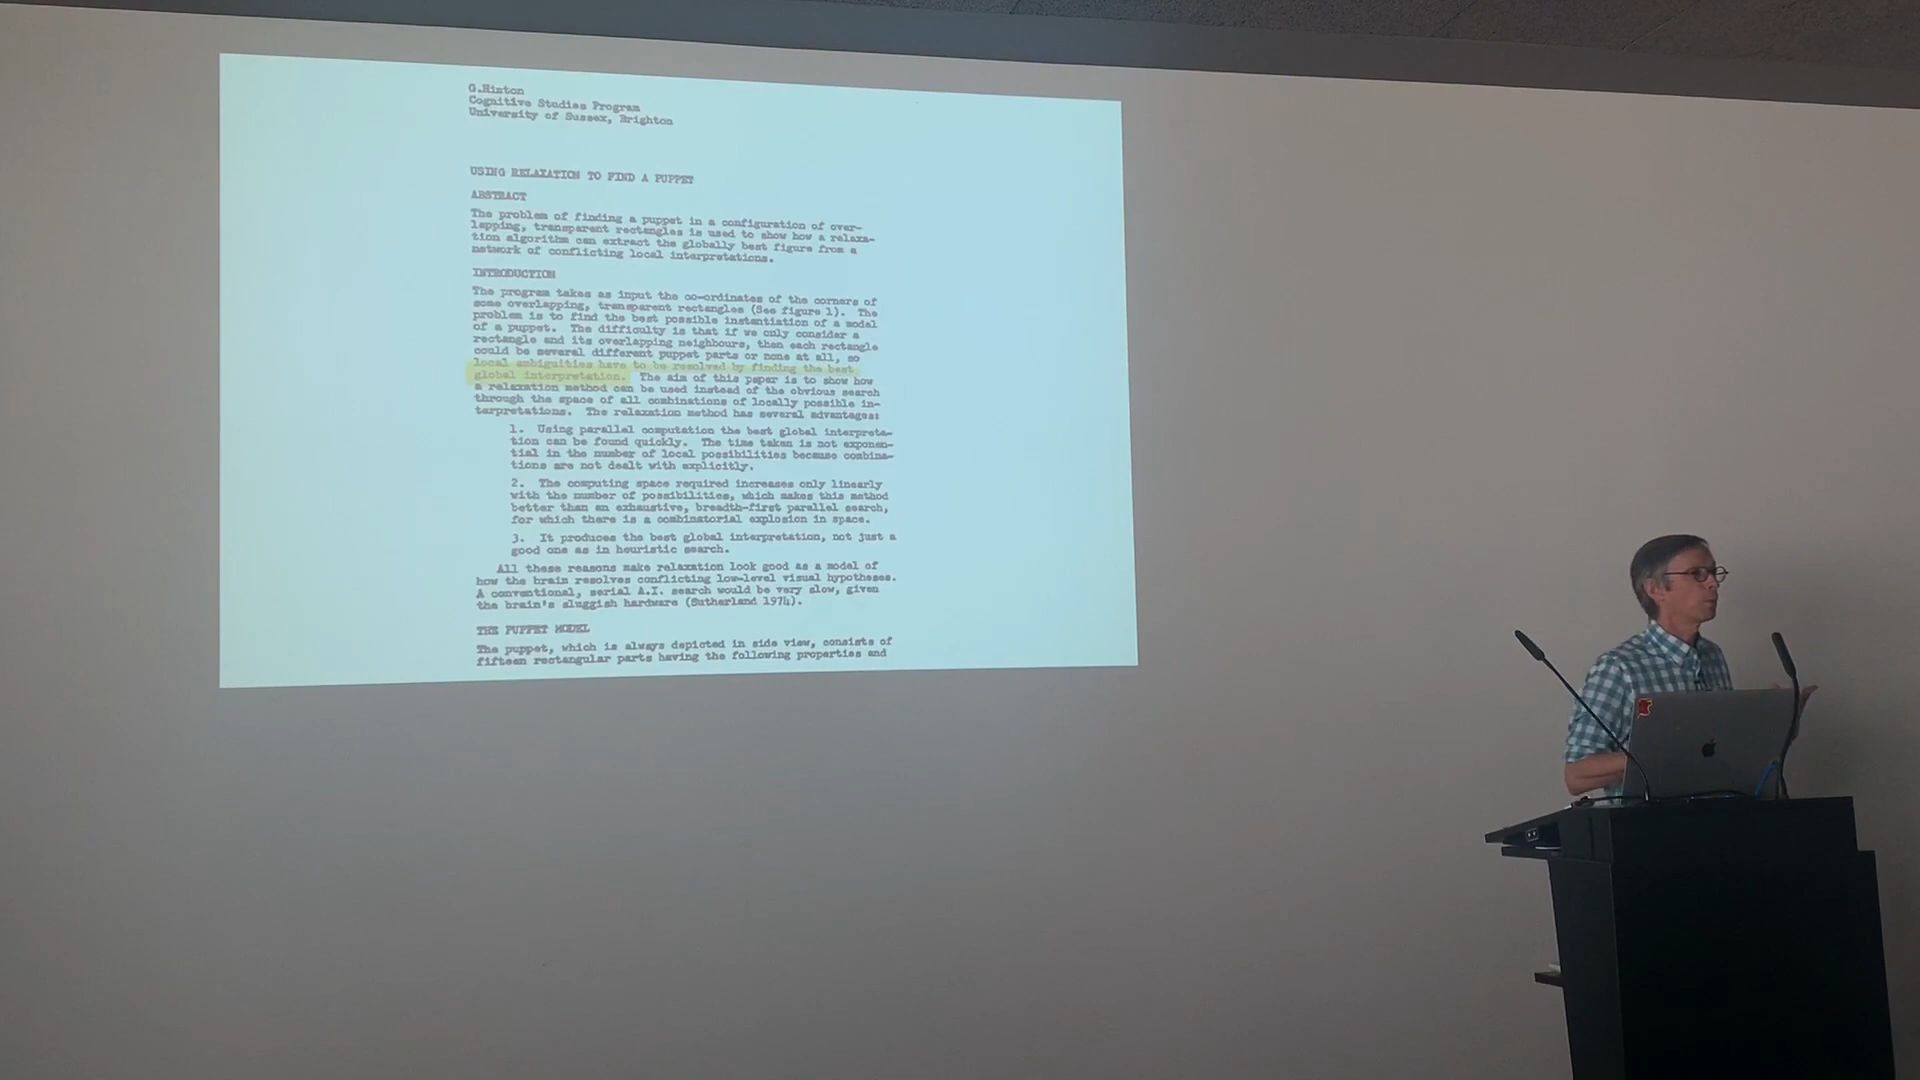 G.Hinton
Cognitive Studies Program
University of Sussex, Brighton
USING RELAXATION TO FIND A PUPPET
ABSTRACT
The problem of finding a puppet in a configuration of over-
lapping, transparent rectangles is used to show how a relaxa-
tion algorithm can extract the globally best figure from a
network of conflicting local interpretations.
INTRODUCTION
The program takes as input the co-ordinates of the corners of
some overlapping, transparent rectangles (See figure 1). The
problem is to find the best possible instantiation of a model
of a puppet. The difficulty is that if we only consider a
rectangle and its overlapping neighbours, then each rectangle
could be several different puppet parts or none at all, so
local ambiguities have to be resolved by finding the best
global interpretation. The aim of this paper is to show how
a relaxation method can be used instead of the obvious search
through the space of all combinations of locally possible in-
terpretations. The relaxation method has several advantages:
1. Using parallel computation the best global interpreta-
tion can be found quickly. The time taken is not exponen-
tial in the number of local possibilities because combina-
tions are not dealt with explicitly.
2. The computing space required increases only linearly
with the number of possibilities, which makes this method
better than an exhaustive, breadth-first parallel search,
for which there is a combinatorial explosion in space.
3. It produces the best global interpretation, not just a
good one as in heuristic search.
All these reasons make relaxation look good as a model of
how the brain resolves conflicting low-level visual hypotheses.
A conventional, serial A.I. search would be very slow, given
the brain's sluggish hardware (Sutherland 1974).
THE PUPPET MODEL
The puppet, which is always depicted in side view, consists of
fifteen rectangular parts having the following properties and